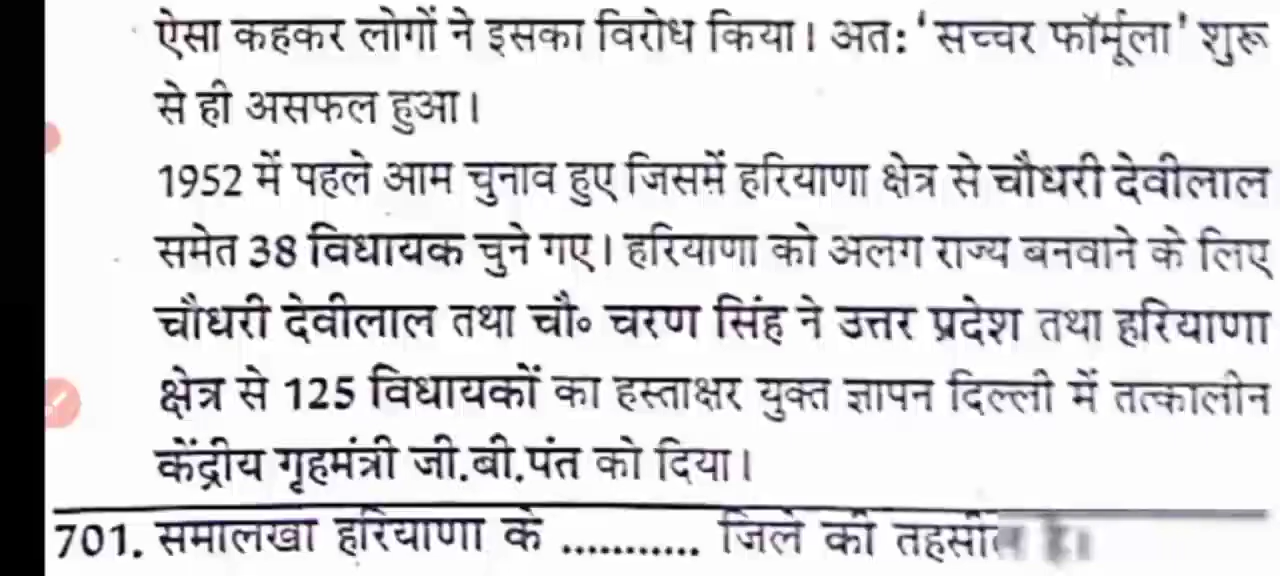 ऐसा कहकर लोगों ने इसका विरोध किया। अतः 'सच्चर फॉर्मूला' शुरू
से ही असफल हुआ।
1952 में पहले आम चुनाव हुए जिसमें हरियाणा क्षेत्र से चौधरी देवीलाल
समेत 38 विधायक चुने गए। हरियाणा को अलग राज्य बनवाने के लिए
चौधरी देवीलाल तथा चौ० चरण सिंह ने उत्तर प्रदेश तथा हरियाणा
क्षेत्र से 125 विधायकों का हस्ताक्षर युक्त ज्ञापन दिल्ली में तत्कालीन
केंद्रीय गृहमंत्री जी.बी.पंत को दिया।
701. समालखा हरियाणा के ........... जिले की तहसील है।